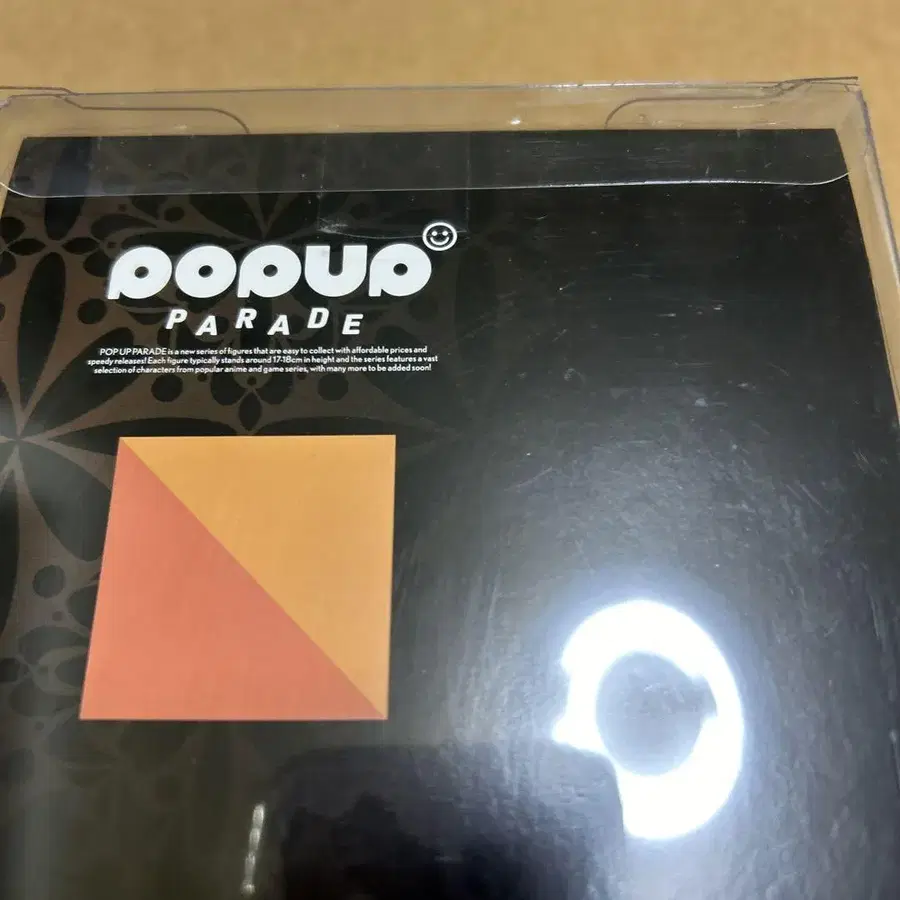 POPUP
PARADE
POP UP PARADE is a new series of figures that are easy to collect with affordable prices and
speedy releases! Each figure typically stands around 17-18cm in height and the series features a vast
selection of characters from popular anime and game series, with many more to be added soon!